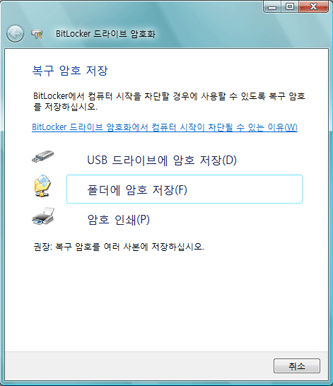 BitLocker 드라이브 암호화
복구 암호 저장
BitLocker에서 컴퓨터 시작을 차단할 경우에 사용할 수 있도록 복구 암호
를 저장하십시오.
BitLocker 드라이브 암호화에서 컴퓨터 시작이 차단될 수 있는 이유(W)
USB 드라이브에 암호 저장(D)
폴더에 암호 저장(F)
암호 인쇄(P)
권장: 복구 암호를 여러 사본에 저장하십시오.
취소